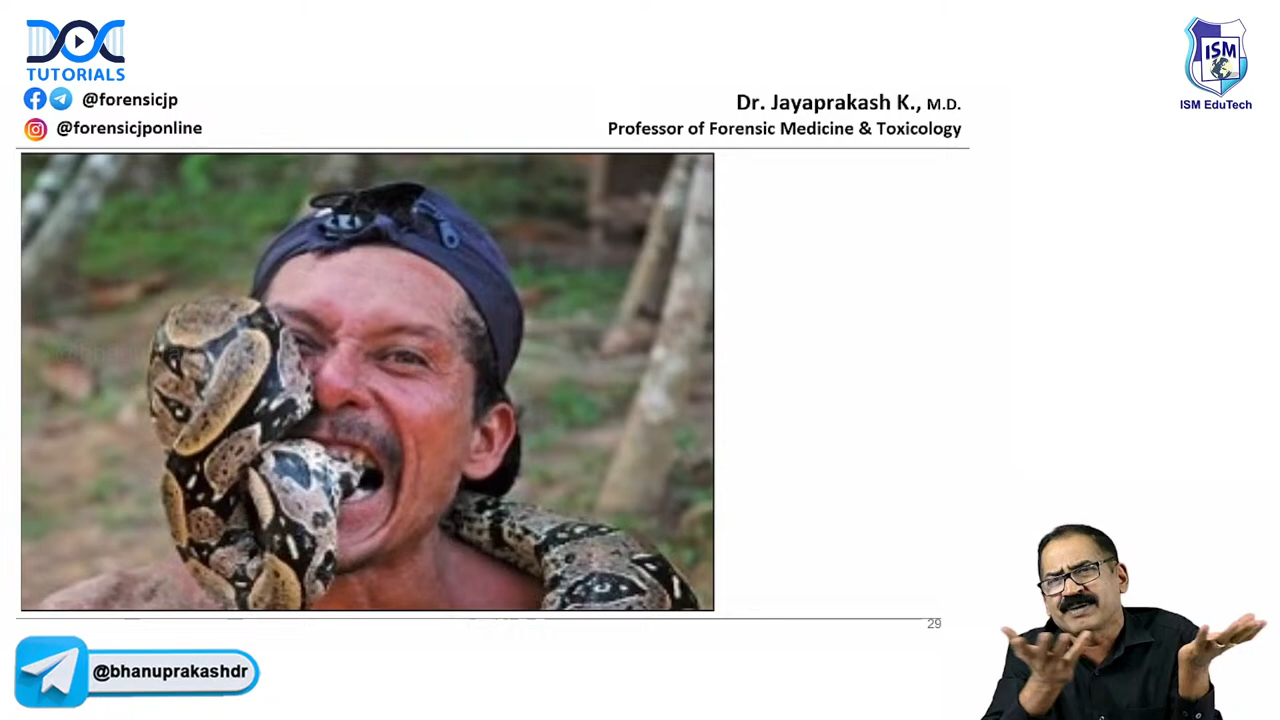 DOC
TUTORIALS
@forensicjp
@forensicjponline
Dr. Jayaprakash K., M.D.
Professor of Forensic Medicine & Toxicology
ISM
ISM EduTech
29
@bhanuprakashdr